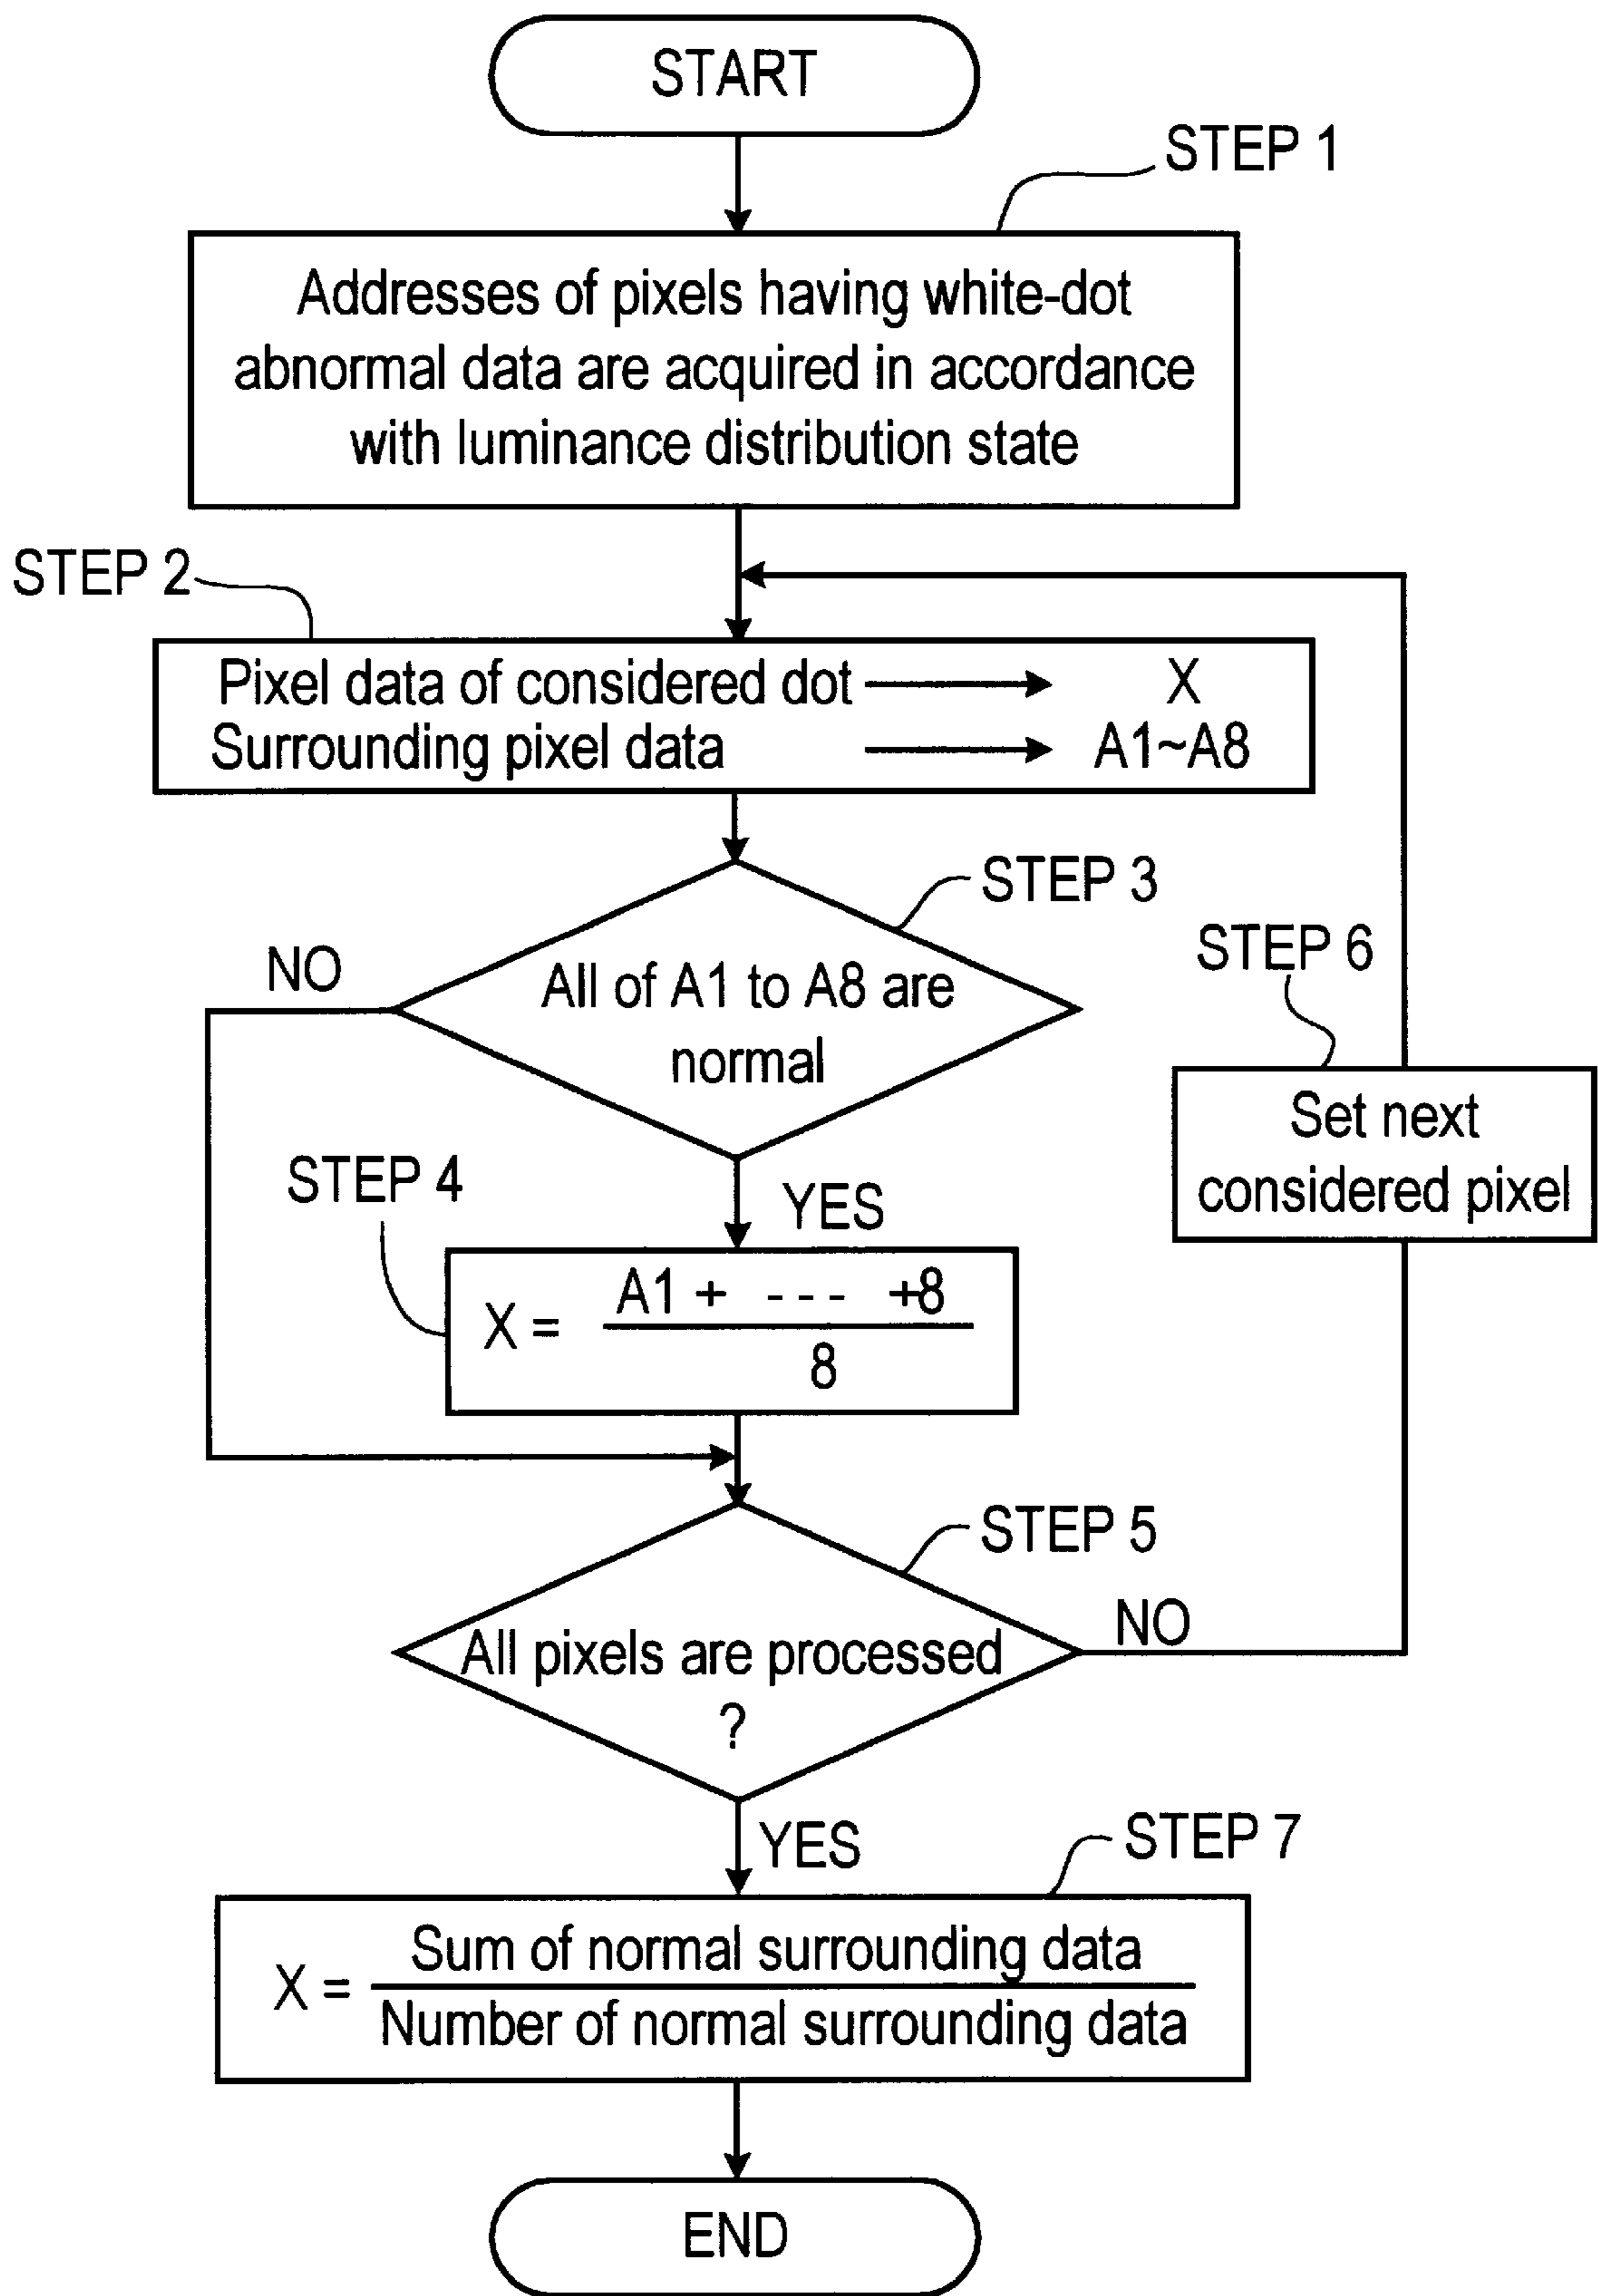 START
STEP 1
Addresses of pixels having white-dot
abnormal data are acquired in accordance
with luminance distribution state
STEP 2
Pixel data of considered dot X
Surrounding pixel data A1~A8
STEP 3
NO
All of A1 to A8 are
normal
STEP 6
Set next
considered pixel
STEP 4
YES
A1 + --- +8
X =
8
STEP 5
NO
All pixels are processed
?
YES
STEP 7
Sum of normal surrounding data
X =
Number of normal surrounding data
END